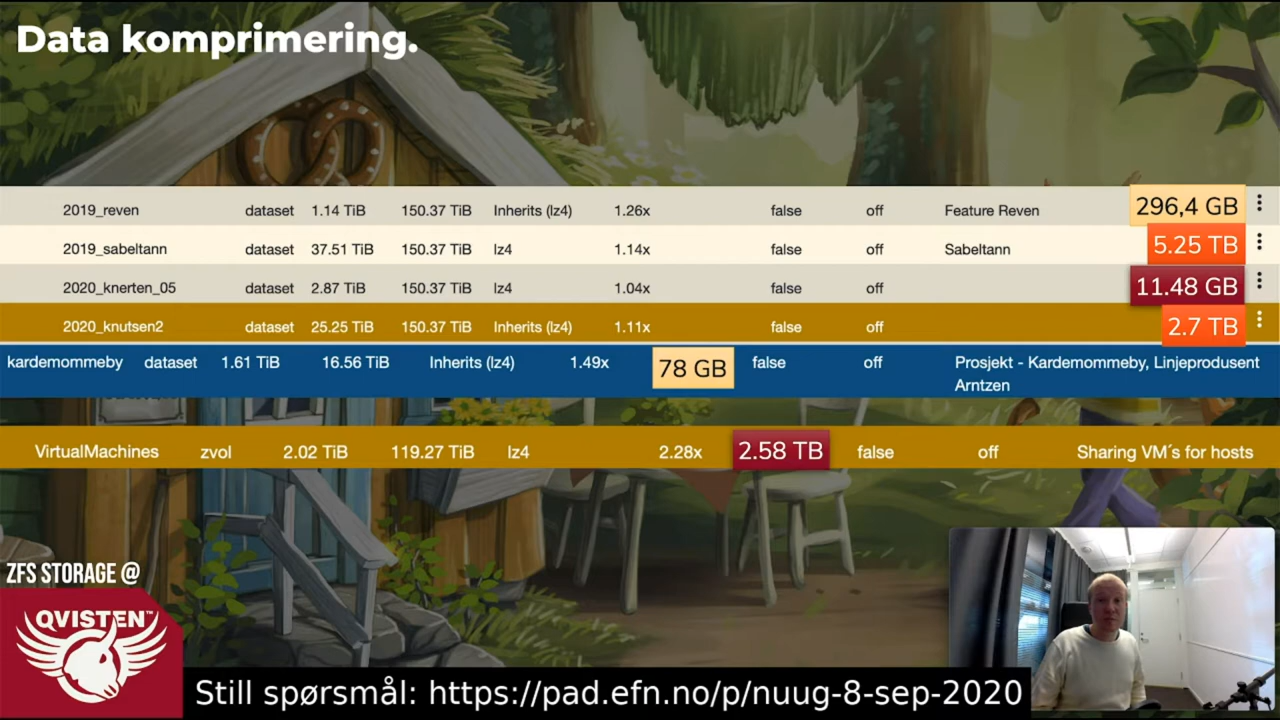 Data komprimering.
2019_reven dataset 1.14 TiB 150.37 TiB Inherits (lz4) 1.26x false off Feature Reven 296,4 GB
2019_sabeltann dataset 37.51 TiB 150.37 TiB lz4 1.14x false off Sabeltann 5.25 TB
2020_knerten_05 dataset 2.87 TiB 150.37 TiB lz4 1.04x false off 11.48 GB
2020_knutsen2 dataset 25.25 TiB 150.37 TiB Inherits (lz4) 1.11x false off 2.7 TB
kardemommeby dataset 1.61 TiB 16.56 TiB Inherits (lz4) 1.49x 78 GB false off Prosjekt - Kardemommeby, Linjeprodusent
Arntzen
VirtualMachines zvol 2.02 TiB 119.27 TiB lz4 2.28x 2.58 TB false off Sharing VM´s for hosts
ZFS STORAGE @
QVISTEN™
Still spørsmål: https://pad.efn.no/p/nuug-8-sep-2020